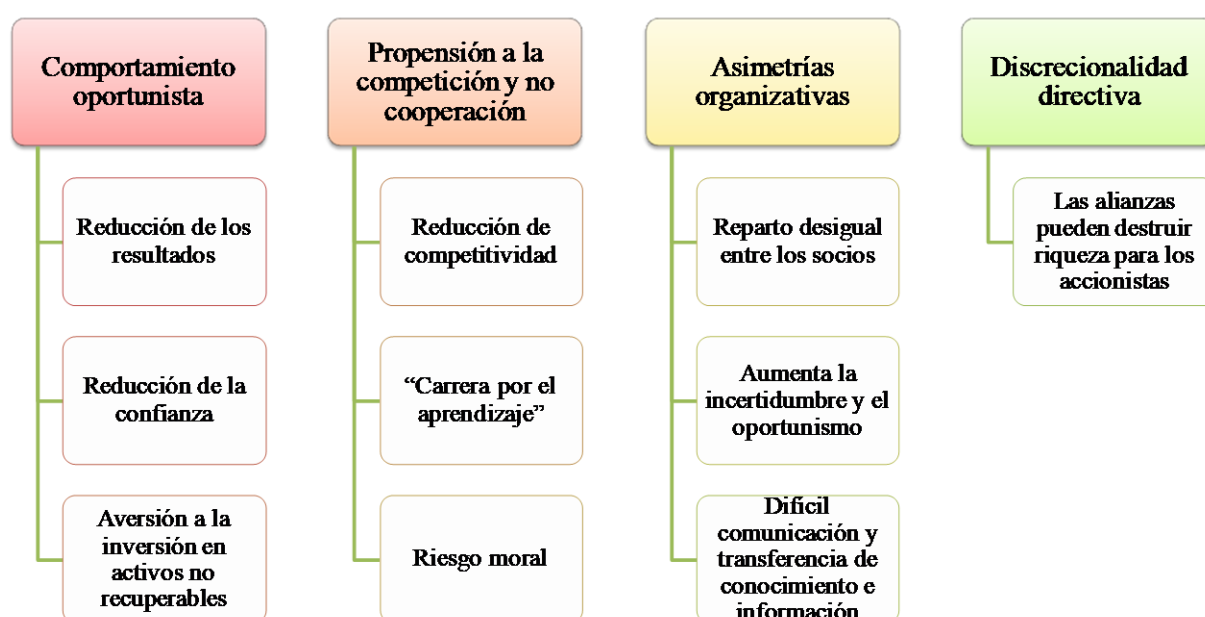 Comportamiento
oportunista
Reducción de los
resultados
Reducción de la
confianza
Aversión a la
inversión en
activos no
recuperables
Propensión a la
competición y no
cooperación
Reducción de
competitividad
“Carrera por el
aprendizaje”
Riesgo moral
Asimetrías
organizativas
Reparto desigual
entre los socios
Aumenta la
incertidumbre y el
oportunismo
Difícil
comunicación y
transferencia de
conocimiento e
información
Discrecionalidad
directiva
Las alianzas
pueden destruir
riqueza para los
accionistas